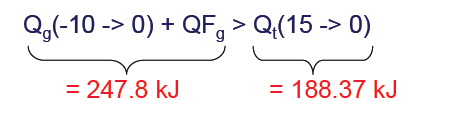 Qg(-10 -> 0) + QFg > Qt(15 -> 0)
= 247.8 kJ = 188.37 kJ